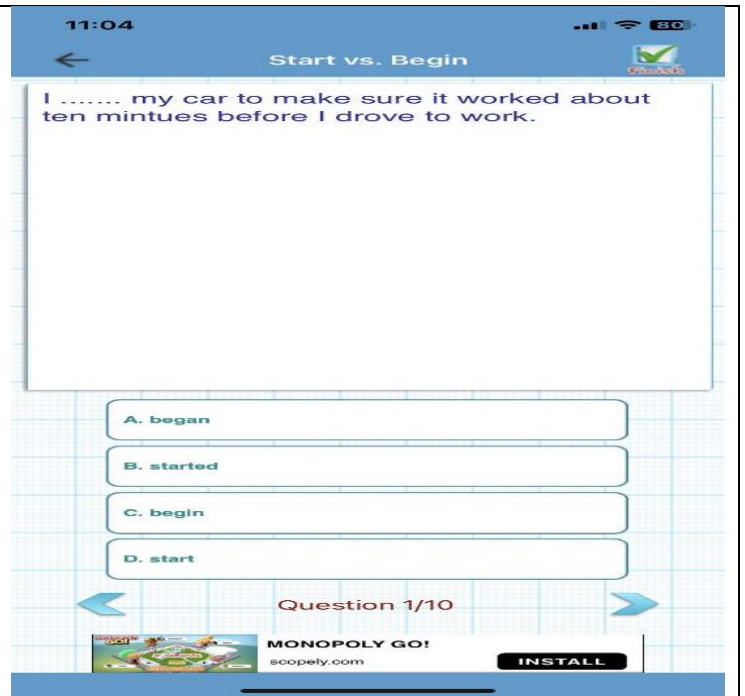 11:04
80
Start vs. Begin
Finish
I ....... my car to make sure it worked about
ten mintues before I drove to work.
A. began
B. started
C. begin
D. start
Question 1/10
GO!
MONOPOLY GO!
scopely.com
INSTALL